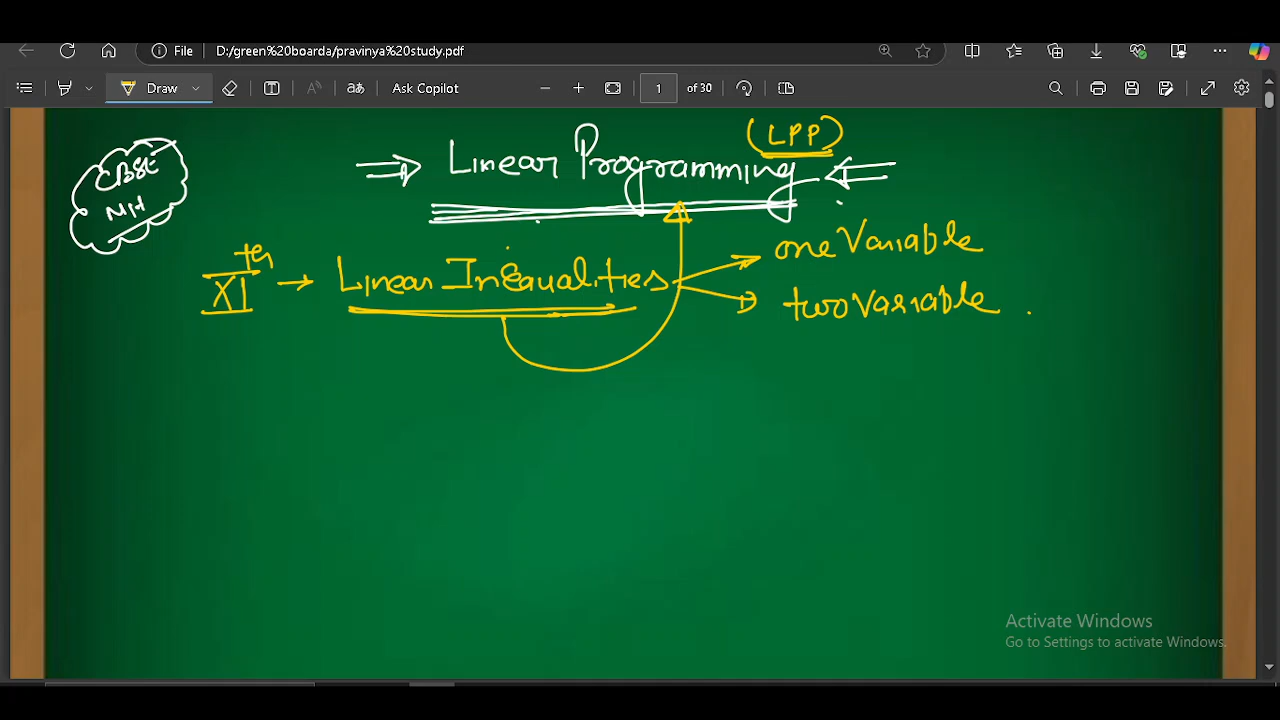 File D:/green%20boarda/pravinya%20study.pdf
Draw Ask Copilot 1 of 30
(LPP)
CBSE
Linear Programming
XIth → Linear Inequalities
one Variable
two Variable
Activate Windows
Go to Settings to activate Windows.